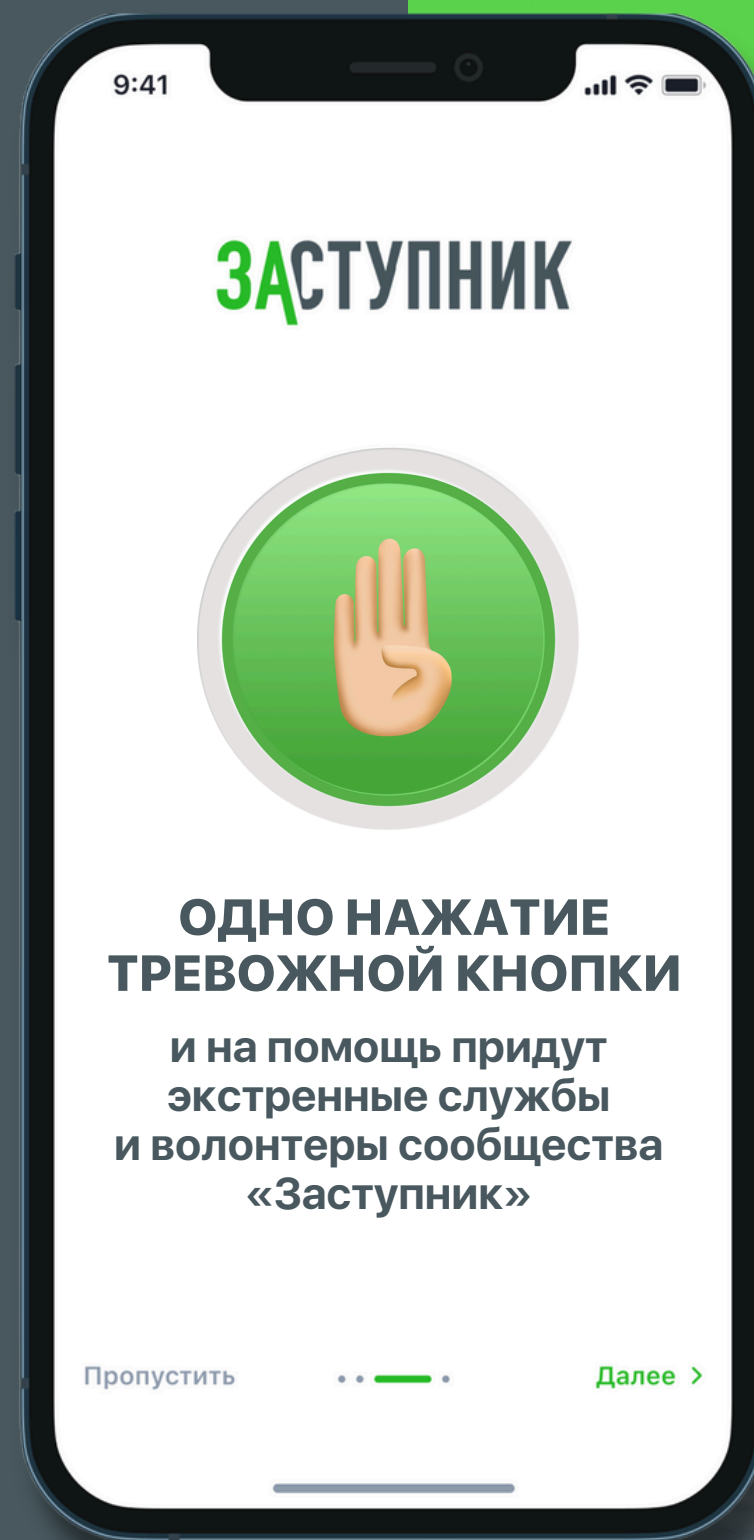 9:41
ЗАСТУПНИК
ОДНО НАЖАТИЕ
ТРЕВОЖНОЙ КНОПКИ
и на помощь придут
экстренные службы
и волонтеры сообщества
«Заступник»
Пропустить
Далее >